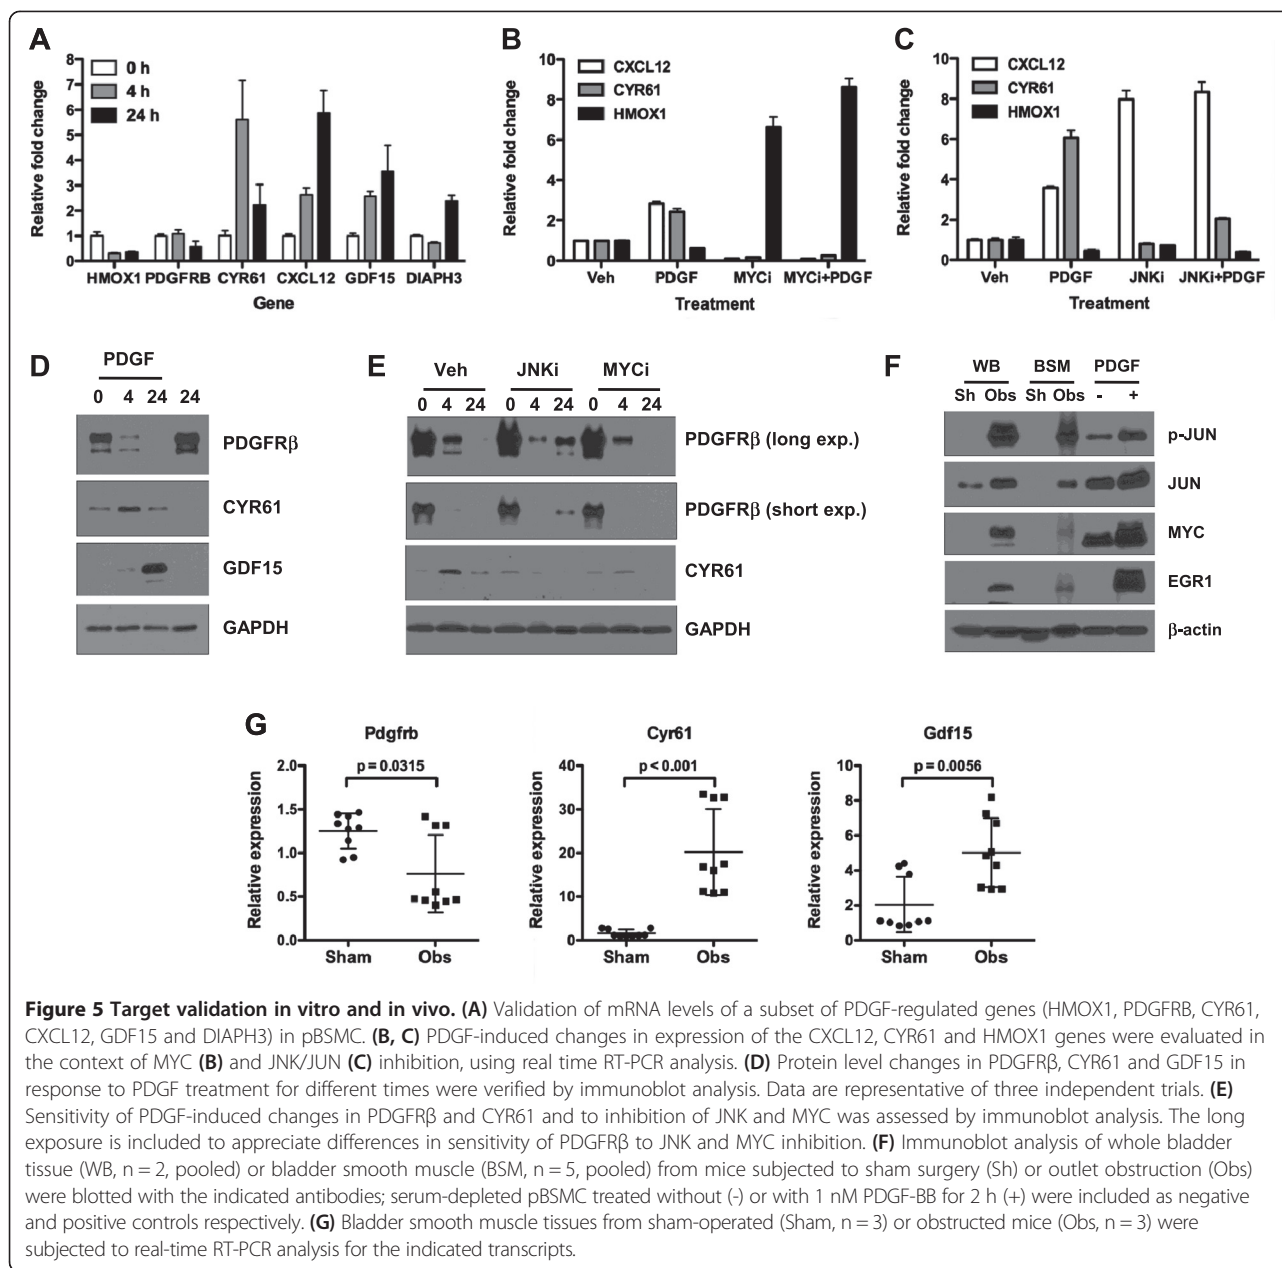 A
Relative fold change
8
7
6
5
4
3
2
1
0
0 h
4 h
24 h
HMOX1 PDGFRB CYR61 CXCL12 GDF15 DIAPH3
Gene
B
Relative fold change
10
8
6
4
2
0
CXCL12
CYR61
HMOX1
Veh PDGF MYCi MYCi+PDGF
Treatment
C
Relative fold change
10
8
6
4
2
0
CXCL12
CYR61
HMOX1
Veh PDGF JNKi JNKi+PDGF
Treatment
D
PDGF
0 4 24 24
PDGFRβ
CYR61
GDF15
GAPDH
E
Veh JNKi MYCi
0 4 24 0 4 24 0 4 24
PDGFRβ (long exp.)
PDGFRβ (short exp.)
CYR61
GAPDH
F
WB BSM PDGF
Sh Obs Sh Obs - +
p-JUN
JUN
MYC
EGR1
β-actin
G
Pdgfrb
Relative expression
2.0
1.5
1.0
0.5
0.0
p = 0.0315
Sham Obs
Cyr61
Relative expression
40
30
20
10
0
p < 0.001
Sham Obs
Gdf15
Relative expression
10
8
6
4
2
0
p = 0.0056
Sham Obs
Figure 5 Target validation in vitro and in vivo. (A) Validation of mRNA levels of a subset of PDGF-regulated genes (HMOX1, PDGFRB, CYR61,
CXCL12, GDF15 and DIAPH3) in pBSMC. (B, C) PDGF-induced changes in expression of the CXCL12, CYR61 and HMOX1 genes were evaluated in
the context of MYC (B) and JNK/JUN (C) inhibition, using real time RT-PCR analysis. (D) Protein level changes in PDGFRβ, CYR61 and GDF15 in
response to PDGF treatment for different times were verified by immunoblot analysis. Data are representative of three independent trials. (E)
Sensitivity of PDGF-induced changes in PDGFRβ and CYR61 and to inhibition of JNK and MYC was assessed by immunoblot analysis. The long
exposure is included to appreciate differences in sensitivity of PDGFRβ to JNK and MYC inhibition. (F) Immunoblot analysis of whole bladder
tissue (WB, n = 2, pooled) or bladder smooth muscle (BSM, n = 5, pooled) from mice subjected to sham surgery (Sh) or outlet obstruction (Obs)
were blotted with the indicated antibodies; serum-depleted pBSMC treated without (-) or with 1 nM PDGF-BB for 2 h (+) were included as negative
and positive controls respectively. (G) Bladder smooth muscle tissues from sham-operated (Sham, n = 3) or obstructed mice (Obs, n = 3) were
subjected to real-time RT-PCR analysis for the indicated transcripts.